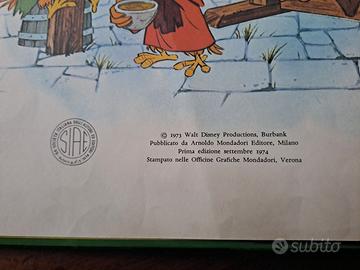 © 1973 Walt Disney Productions, Burbank
Pubblicato da Arnoldo Mondadori Editore, Milano
Prima edizione settembre 1974
Stampato nelle Officine Grafiche Mondadori, Verona
SIAE
subito